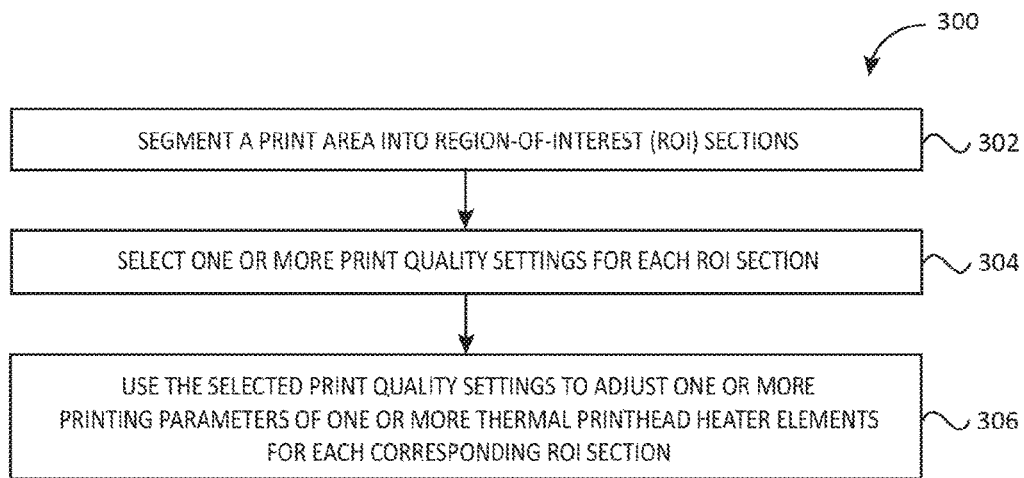 300
SEGMENT A PRINT AREA INTO REGION-OF-INTEREST (ROI) SECTIONS
302
SELECT ONE OR MORE PRINT QUALITY SETTINGS FOR EACH ROI SECTION
304
USE THE SELECTED PRINT QUALITY SETTINGS TO ADJUST ONE OR MORE
PRINTING PARAMETERS OF ONE OR MORE THERMAL PRINTHEAD HEATER ELEMENTS
FOR EACH CORRESPONDING ROI SECTION
306